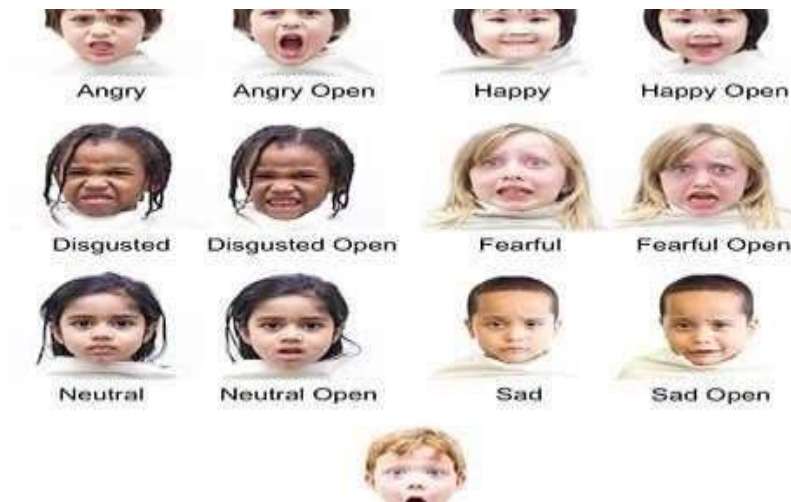 Angry Angry Open Happy Happy Open
Disgusted Disgusted Open Fearful Fearful Open
Neutral Neutral Open Sad Sad Open